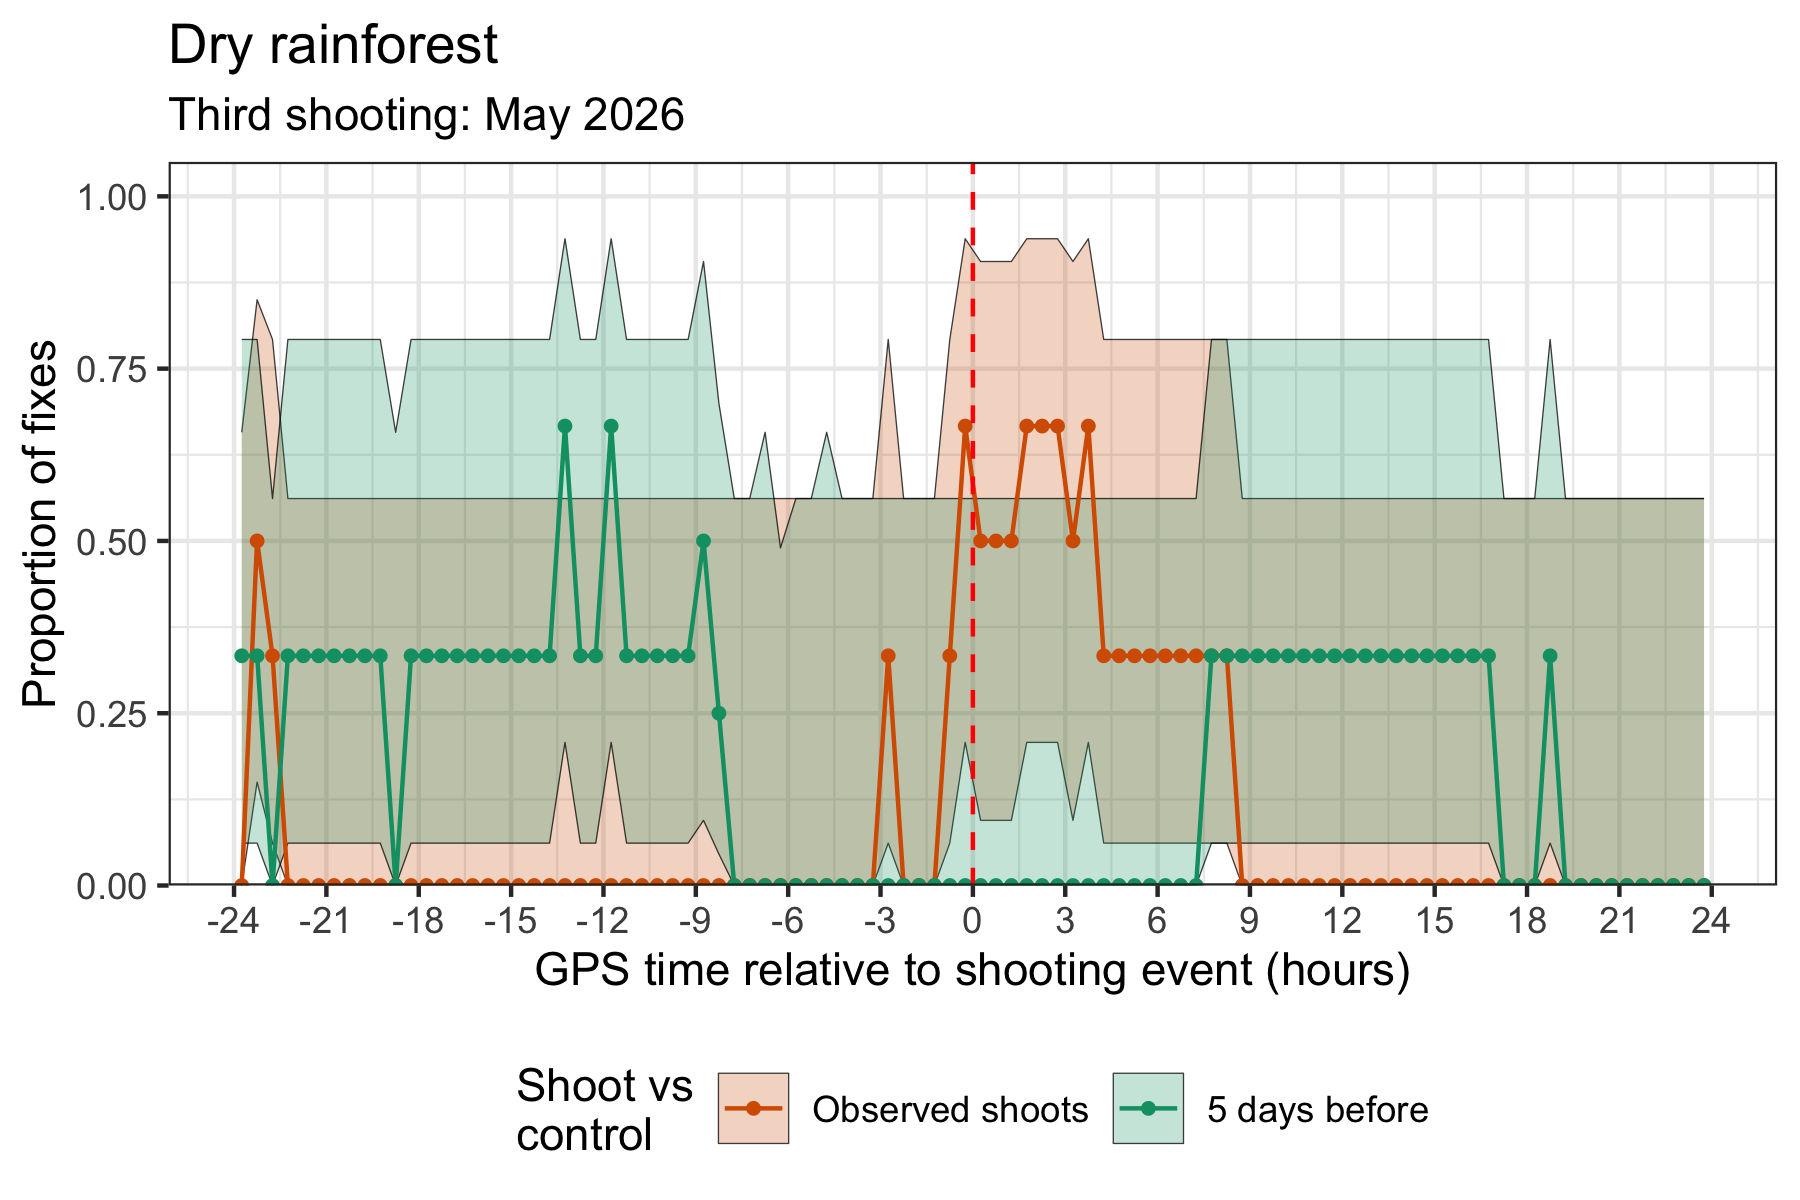 Dry rainforest
Third shooting: May 2026
1.00
0.75
0.50
0.25
0.00
Proportion of fixes
-24 -21 -18 -15 -12 -9 -6 -3 0 3 6 9 12 15 18 21 24
GPS time relative to shooting event (hours)
Shoot vs
control
Observed shoots
5 days before